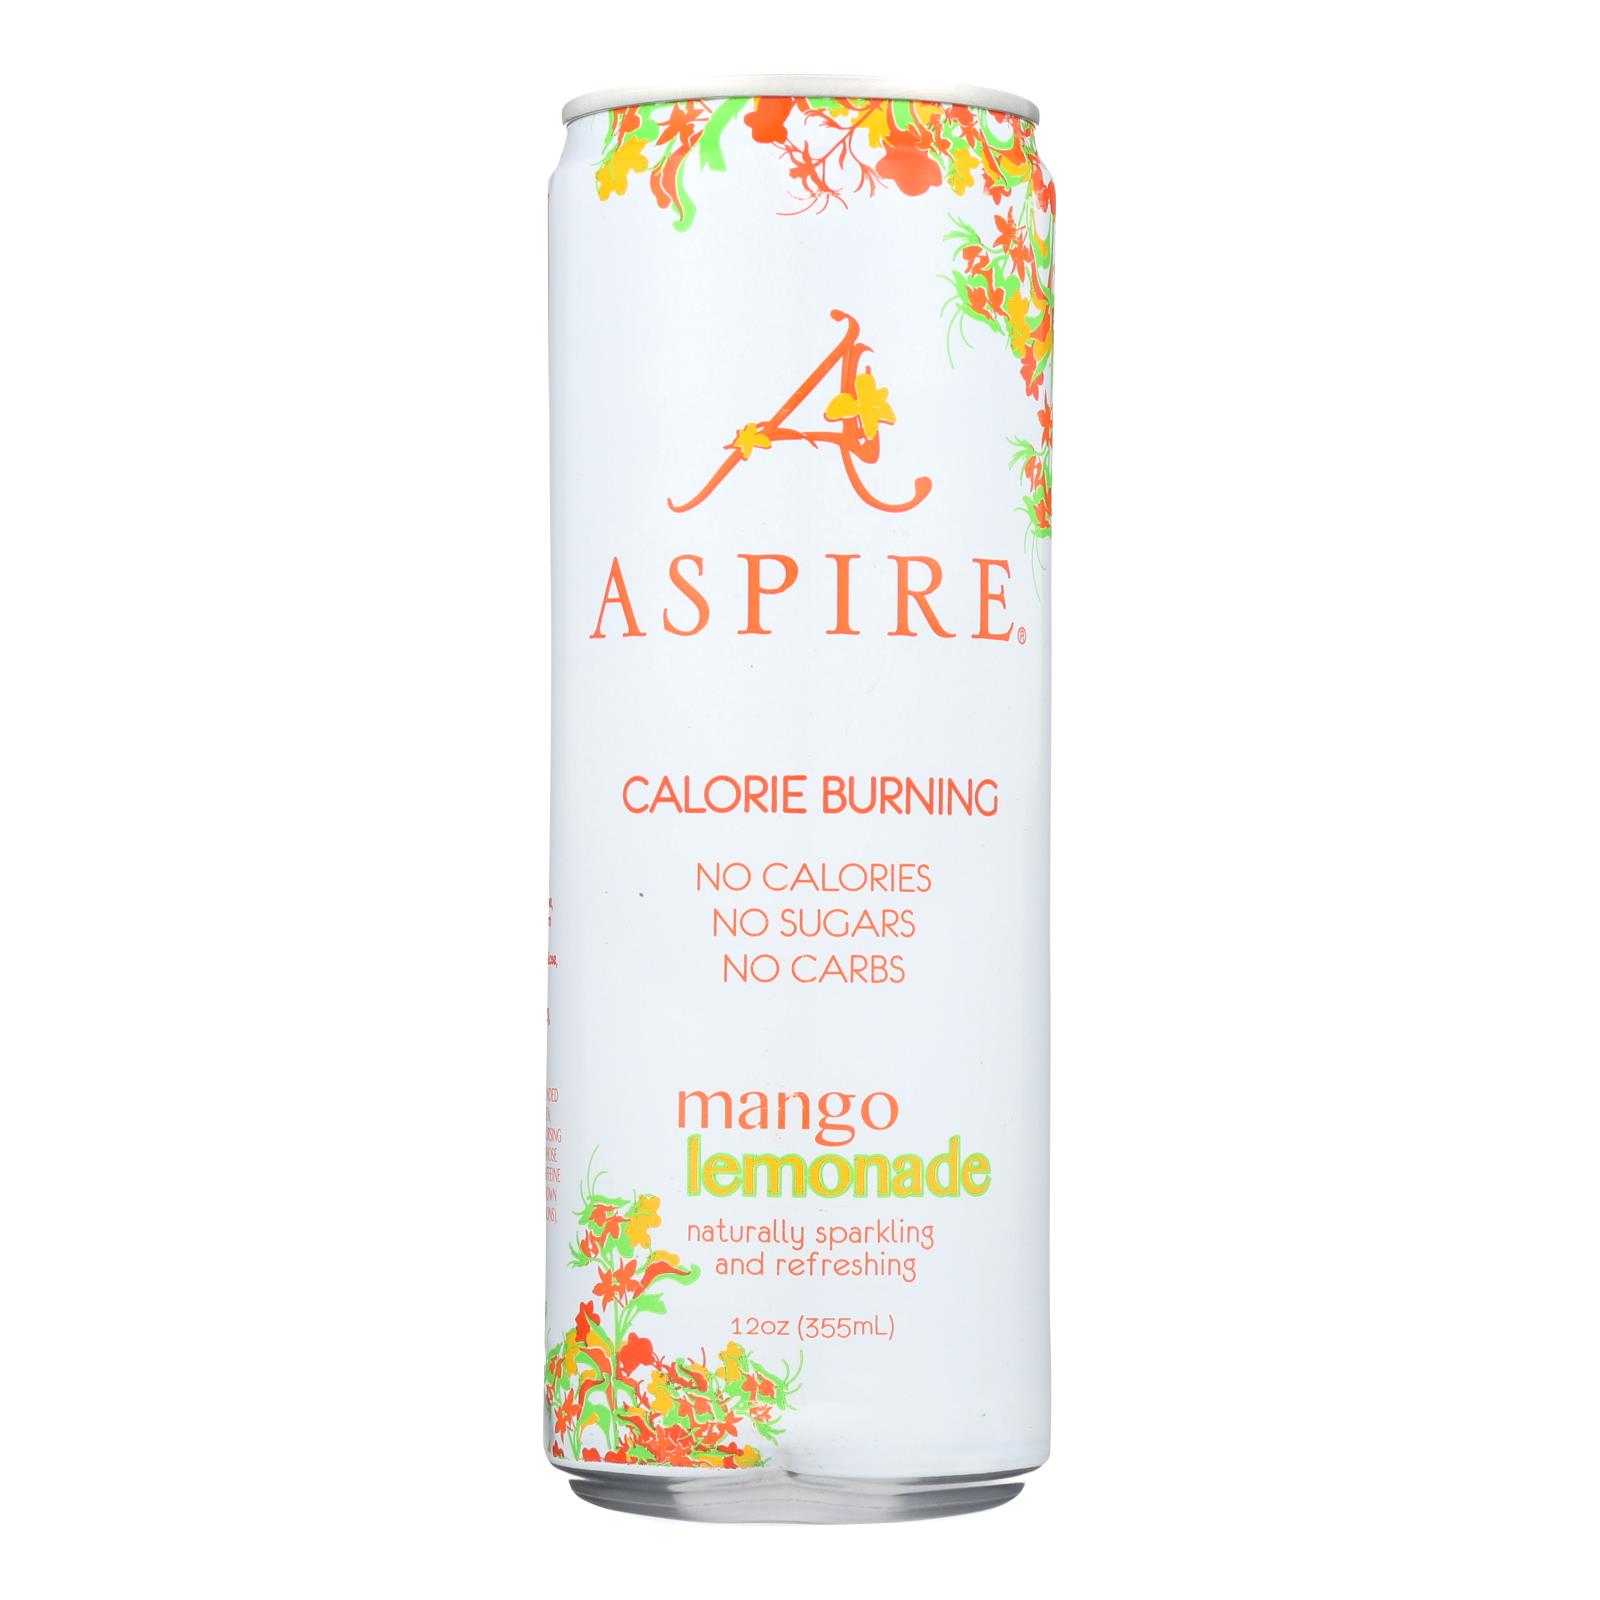 ASPIRE®
CALORIE BURNING
NO CALORIES
NO SUGARS
NO CARBS
mango
lemonade
naturally sparkling
and refreshing
12oz (355mL)